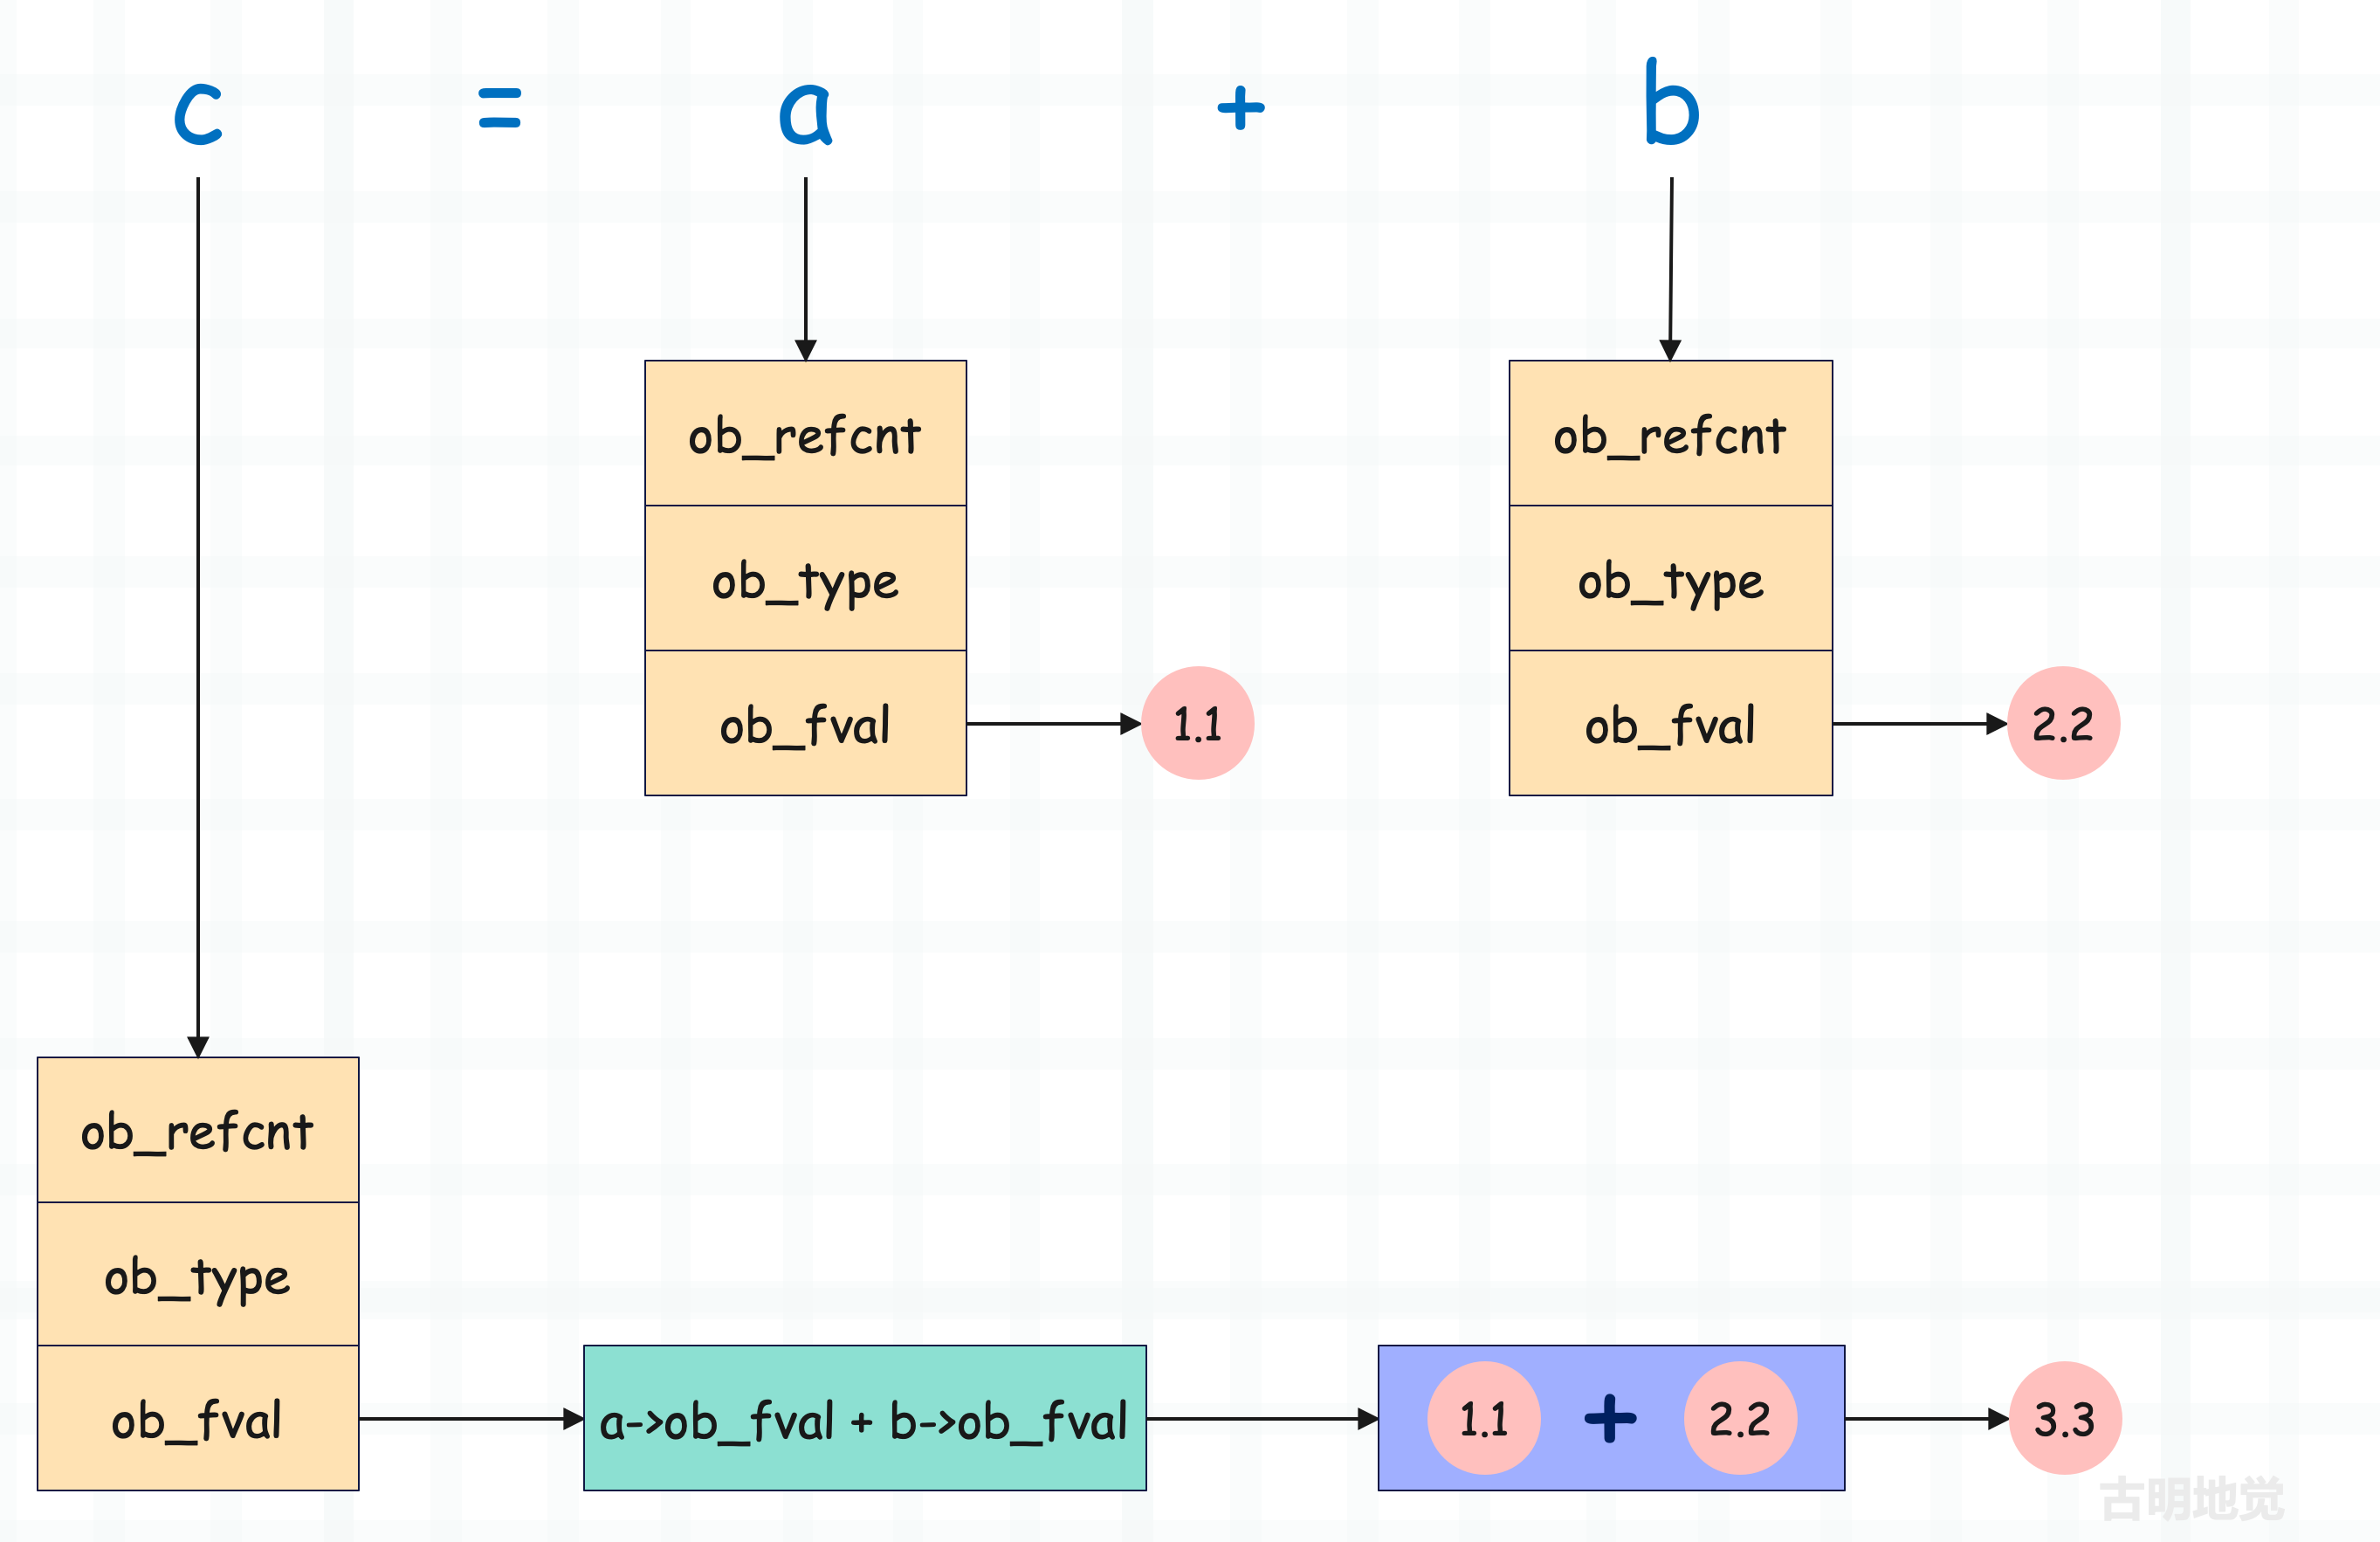 c = a + b
ob_refcnt ob_refcnt
ob_type ob_type
ob_fval 1.1 ob_fval 2.2
ob_refcnt
ob_type
ob_fval a->ob_fval + b->ob_fval 1.1 + 2.2 3.3
古明地觉